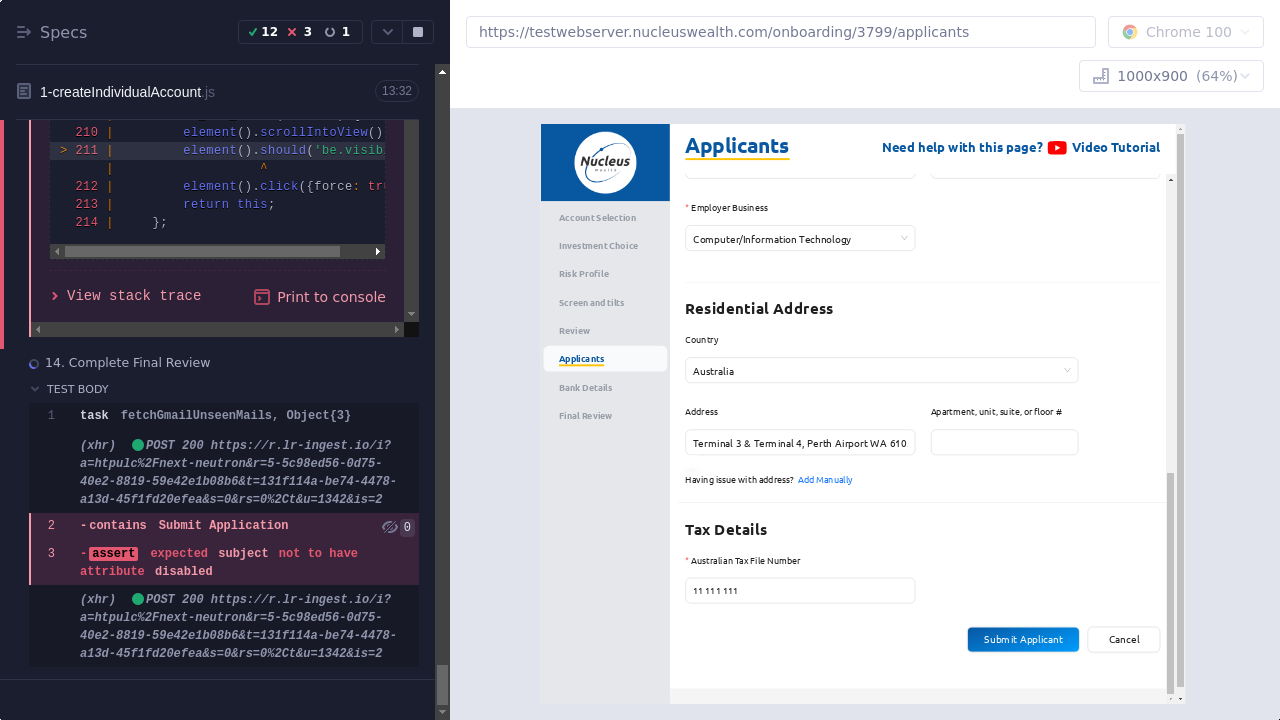 Specs
12
3
1
https://testwebserver.nucleuswealth.com/onboarding/3799/applicants
Chrome 100
1000x900 (64%)
1-createIndividualAccount.js
13:32
210 | element().scrollIntoView()
> 211 | element().should('be.visib
| ^
212 | element().click({force: tru
213 | return this;
214 | };
View stack trace
Print to console
14. Complete Final Review
TEST BODY
1 task fetchGmailUnseenMails, Object{3}
(xhr) POST 200 https://r.lr-ingest.io/i?
a=htpulc%2Fnext-neutron&r=5-5c98ed56-0d75-
40e2-8819-59e42e1b08b6&t=131f114a-be74-4478-
a13d-45f1fd20efea&s=0&rs=0%2Ct&u=1342&is=2
2 -contains Submit Application 0
3 -assert expected subject not to have
attribute disabled
(xhr) POST 200 https://r.lr-ingest.io/i?
a=htpulc%2Fnext-neutron&r=5-5c98ed56-0d75-
40e2-8819-59e42e1b08b6&t=131f114a-be74-4478-
a13d-45f1fd20efea&s=0&rs=0%2Ct&u=1342&is=2
Nucleus
Wealth
Account Selection
Investment Choice
Risk Profile
Screen and tilts
Review
Applicants
Bank Details
Final Review
Applicants
Need help with this page? Video Tutorial
* Employer Business
Computer/Information Technology
Residential Address
Country
Australia
Address
Apartment, unit, suite, or floor #
Terminal 3 & Terminal 4, Perth Airport WA 610
Having issue with address? Add Manually
Tax Details
* Australian Tax File Number
11 111 111
Submit Applicant
Cancel